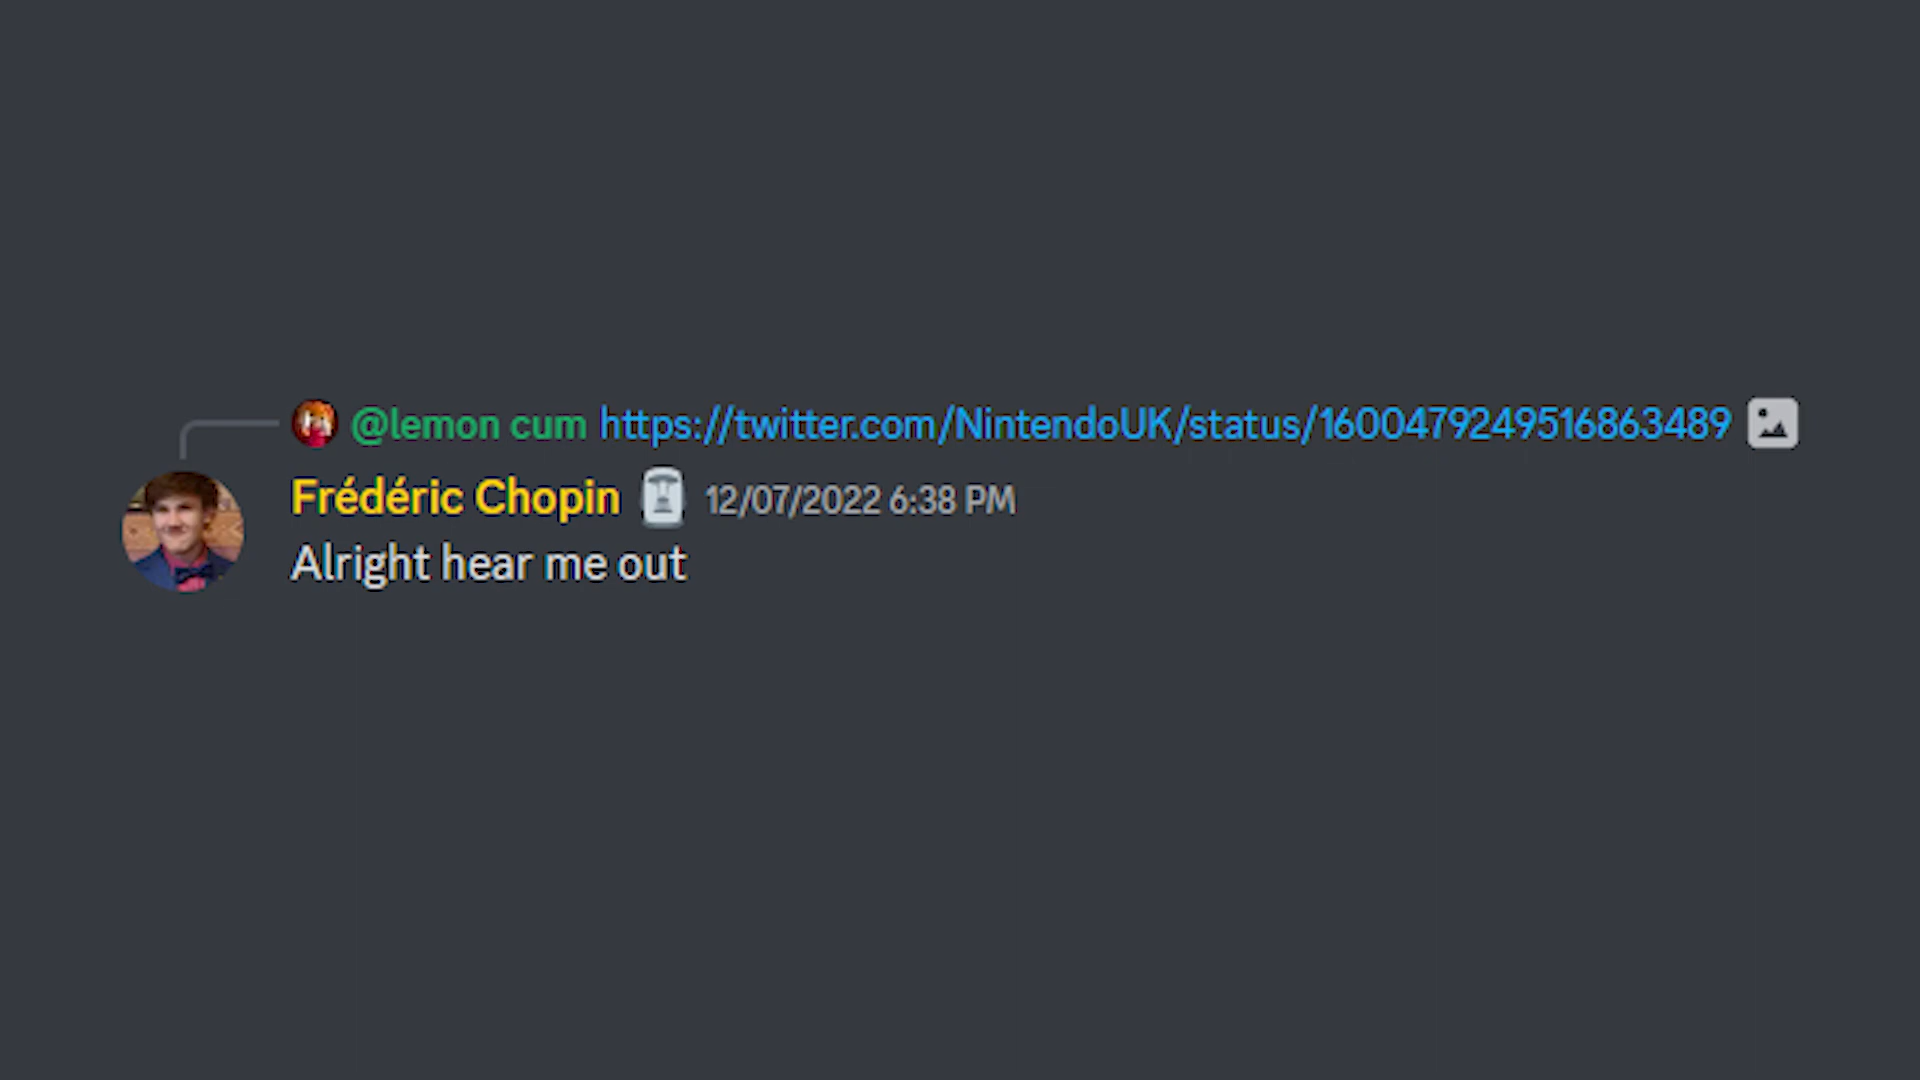 @lemon cum https://twitter.com/NintendoUK/status/1600479249516863489
Frédéric Chopin 12/07/2022 6:38 PM
Alright hear me out